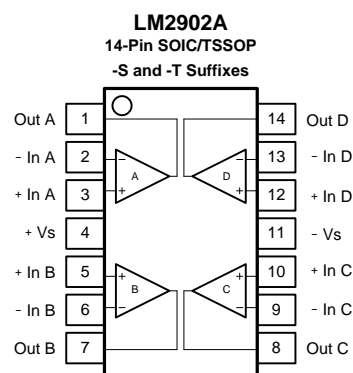 LM2902A
14-Pin SOIC/TSSOP
-S and -T Suffixes
Out A 1 14 Out D
- In A 2 - - 13 - In D
+ In A 3 + A D + 12 + In D
+ Vs 4 11 - Vs
+ In B 5 + B C + 10 + In C
- In B 6 - - 9 - In C
Out B 7 8 Out C